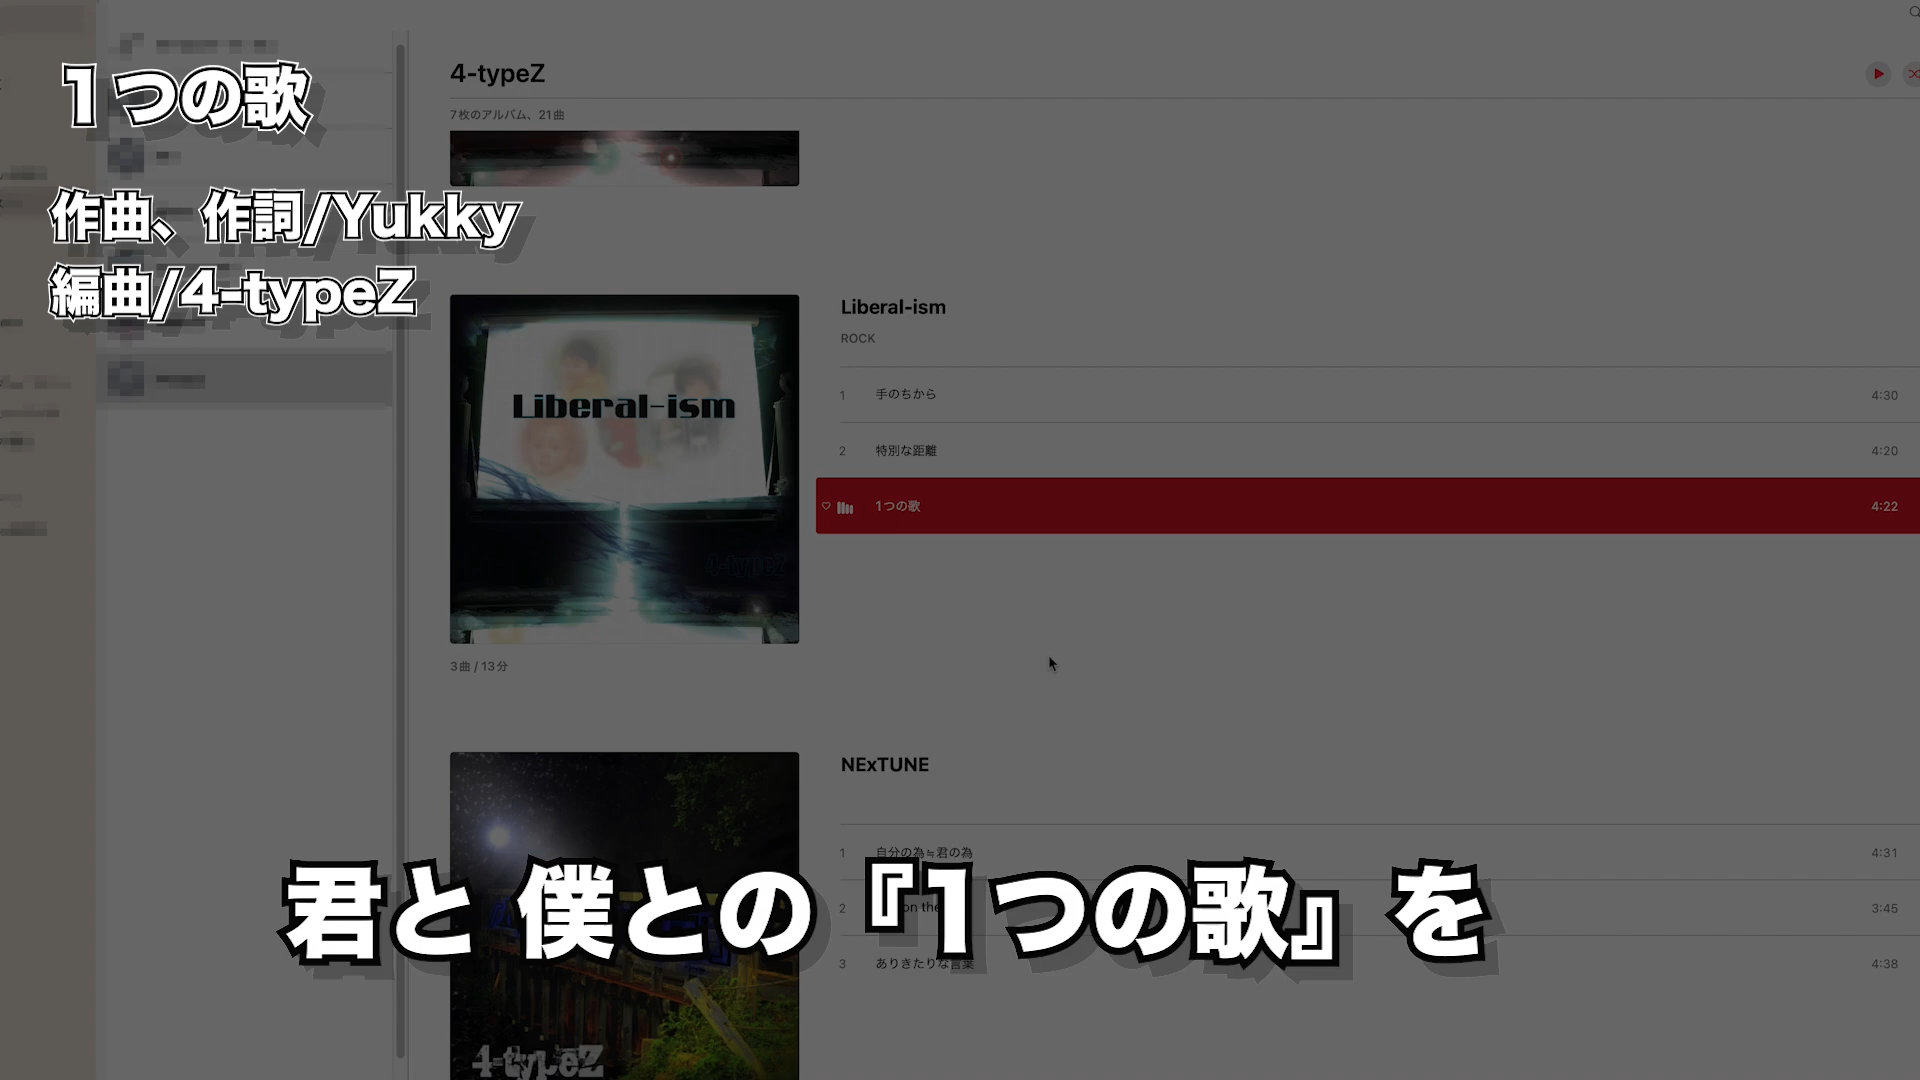 1つの歌
作曲、作詞/Yukky
編曲/4-typeZ
4-typeZ
7枚のアルバム、21曲
Liberal-ism
4-typeZ
3曲 / 13分
Liberal-ism
ROCK
1 手のちから 4:30
2 特別な距離 4:20
1つの歌 4:22
NExTUNE
1 自分の為≒君の為 4:31
2 on the 3:45
3 ありきたりな言葉 4:38
4-typeZ
君と 僕との『1つの歌』を